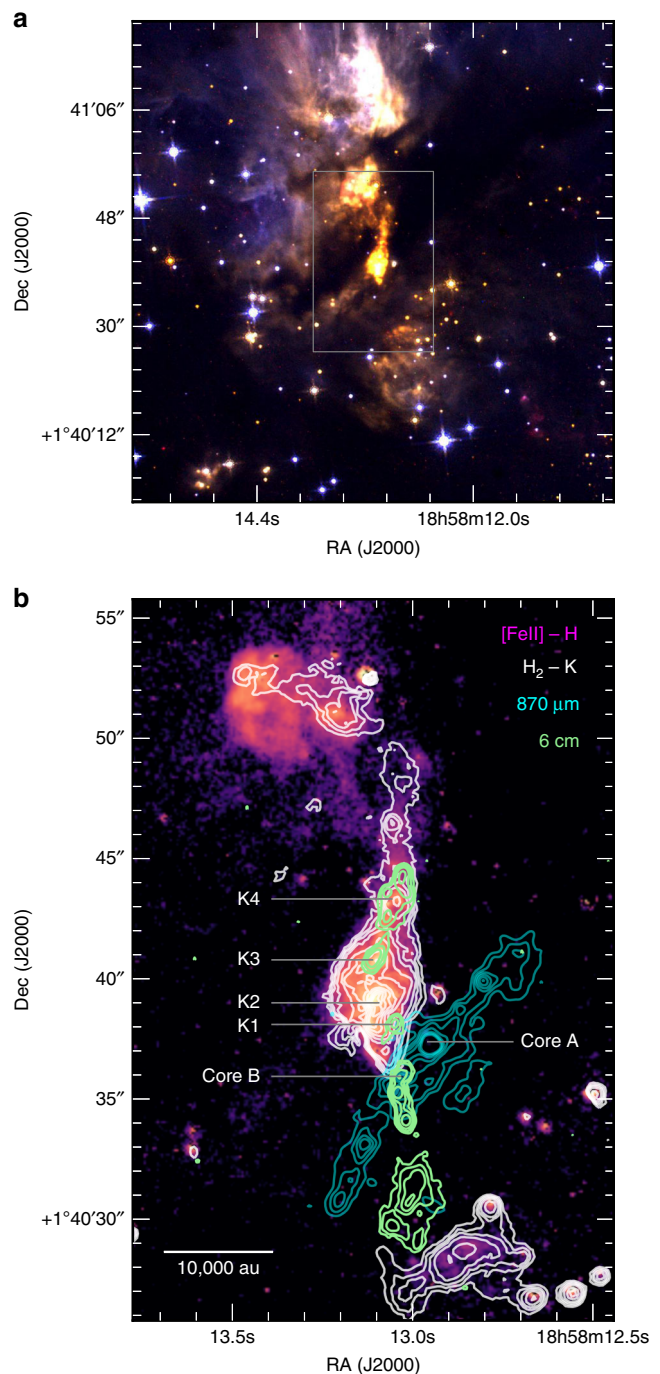 a
41′06″
48″
30″
+1°40′12″
Dec (J2000)
14.4s
18h58m12.0s
RA (J2000)
b
55″
50″
45″
40″
35″
+1°40′30″
Dec (J2000)
[FeII] – H
H₂ – K
870 μm
6 cm
K4
K3
K2
K1
Core A
Core B
10,000 au
13.5s
13.0s
18h58m12.5s
RA (J2000)